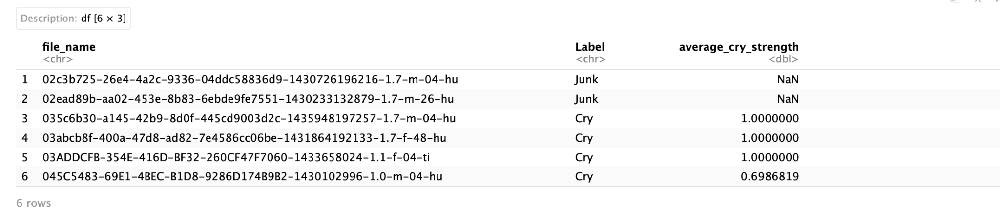 Description: df [6 × 3]
file_name Label average_cry_strength
<chr> <chr> <dbl>
1 02c3b725-26e4-4a2c-9336-04ddc58836d9-1430726196216-1.7-m-04-hu Junk NaN
2 02ead89b-aa02-453e-8b83-6ebde9fe7551-1430233132879-1.7-m-26-hu Junk NaN
3 035c6b30-a145-42b9-8d0f-445cd9003d2c-1435948197257-1.7-m-04-hu Cry 1.0000000
4 03abcb8f-400a-47d8-ad82-7e4586cc06be-1431864192133-1.7-f-48-hu Cry 1.0000000
5 03ADDCFB-354E-416D-BF32-260CF47F7060-1433658024-1.1-f-04-ti Cry 1.0000000
6 045C5483-69E1-4BEC-B1D8-9286D174B9B2-1430102996-1.0-m-04-hu Cry 0.6986819
6 rows